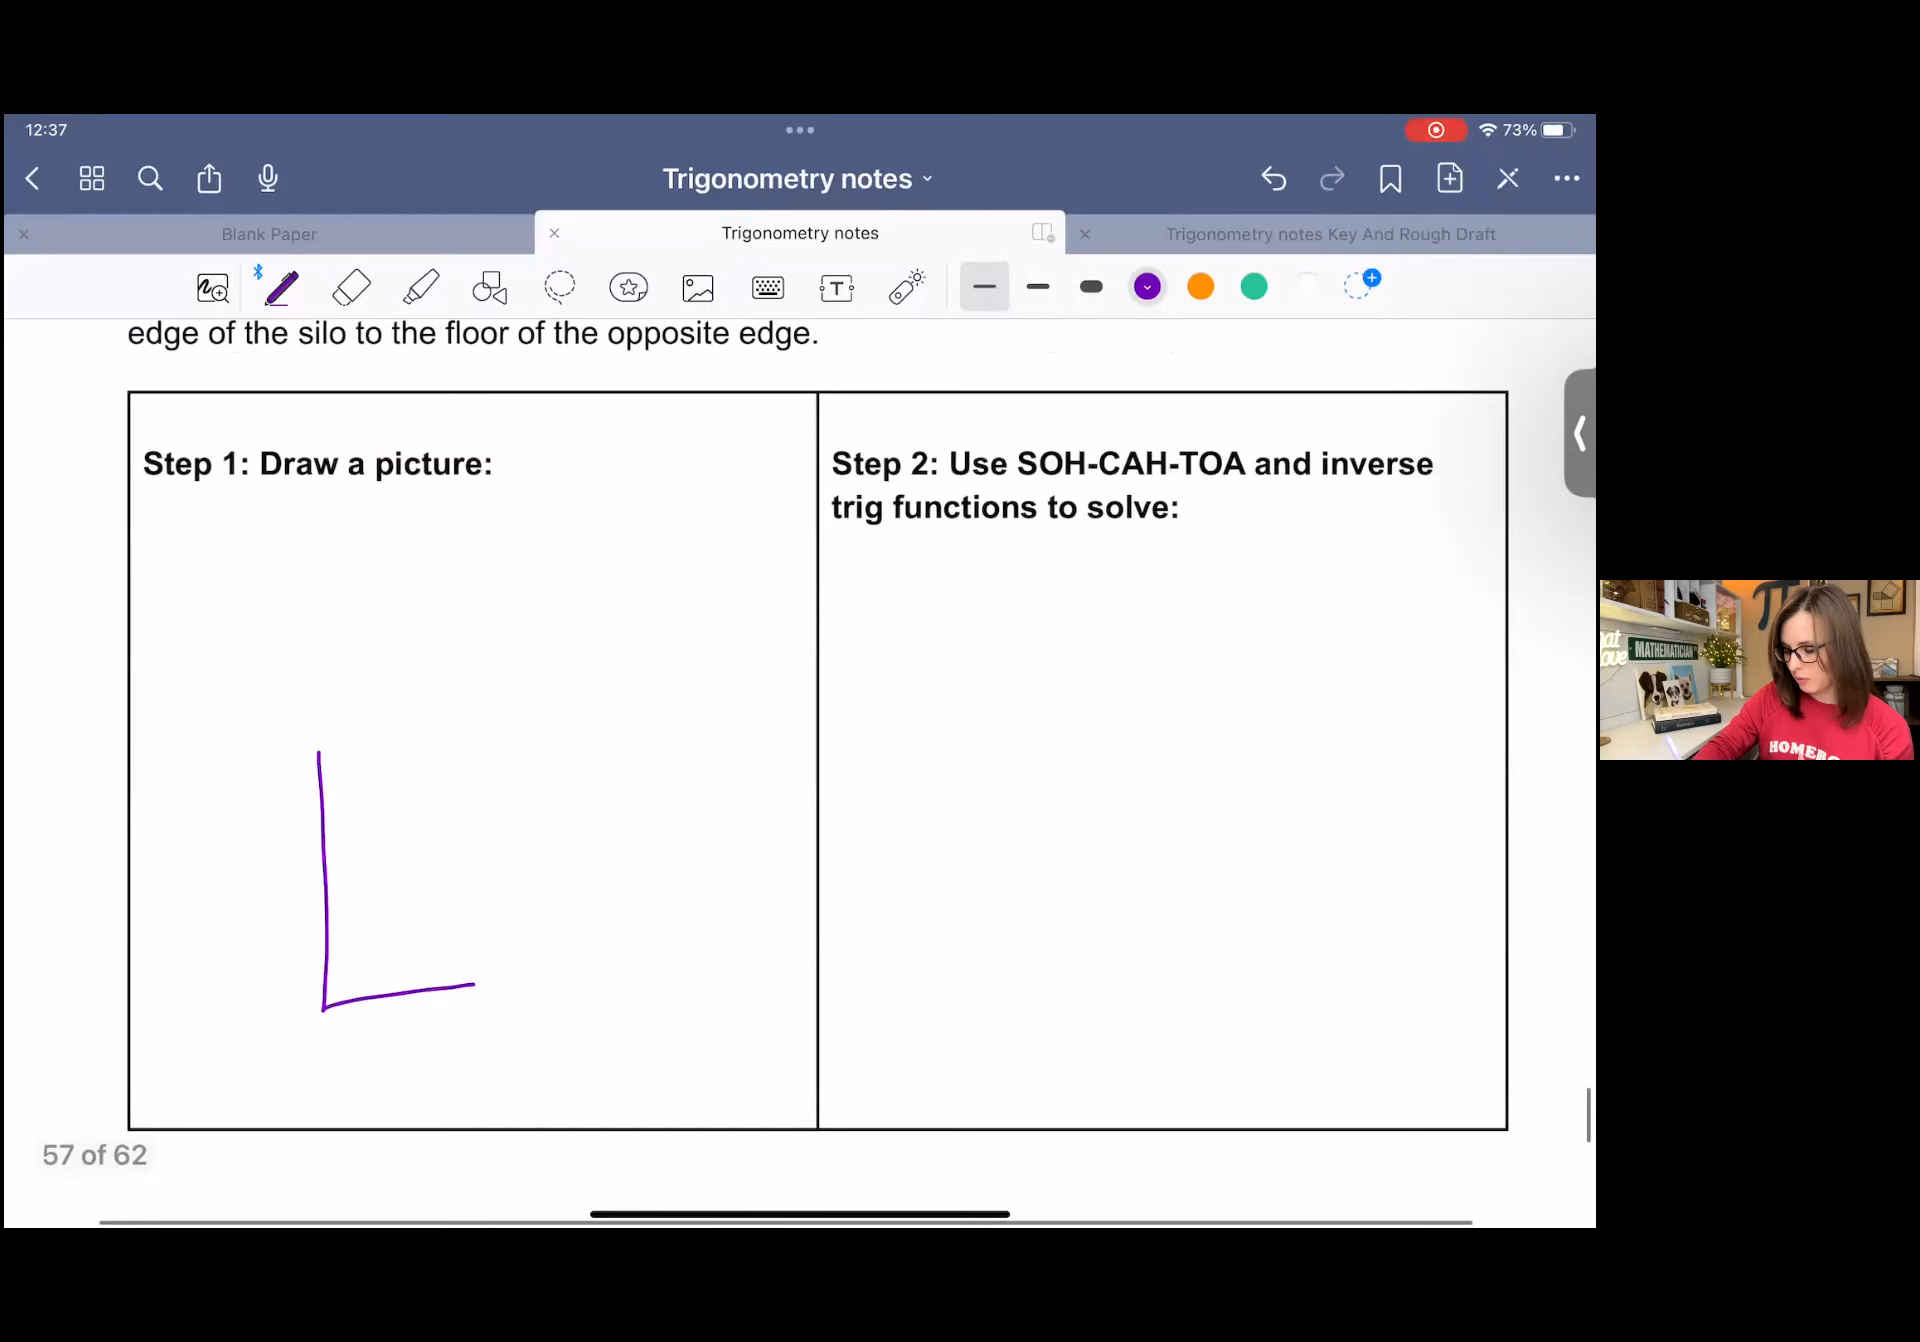 12:37
73%
Trigonometry notes
Blank Paper
Trigonometry notes
Trigonometry notes Key And Rough Draft
T
edge of the silo to the floor of the opposite edge.
Step 1: Draw a picture:
Step 2: Use SOH-CAH-TOA and inverse
trig functions to solve:
MATHEMATICIAN
57 of 62